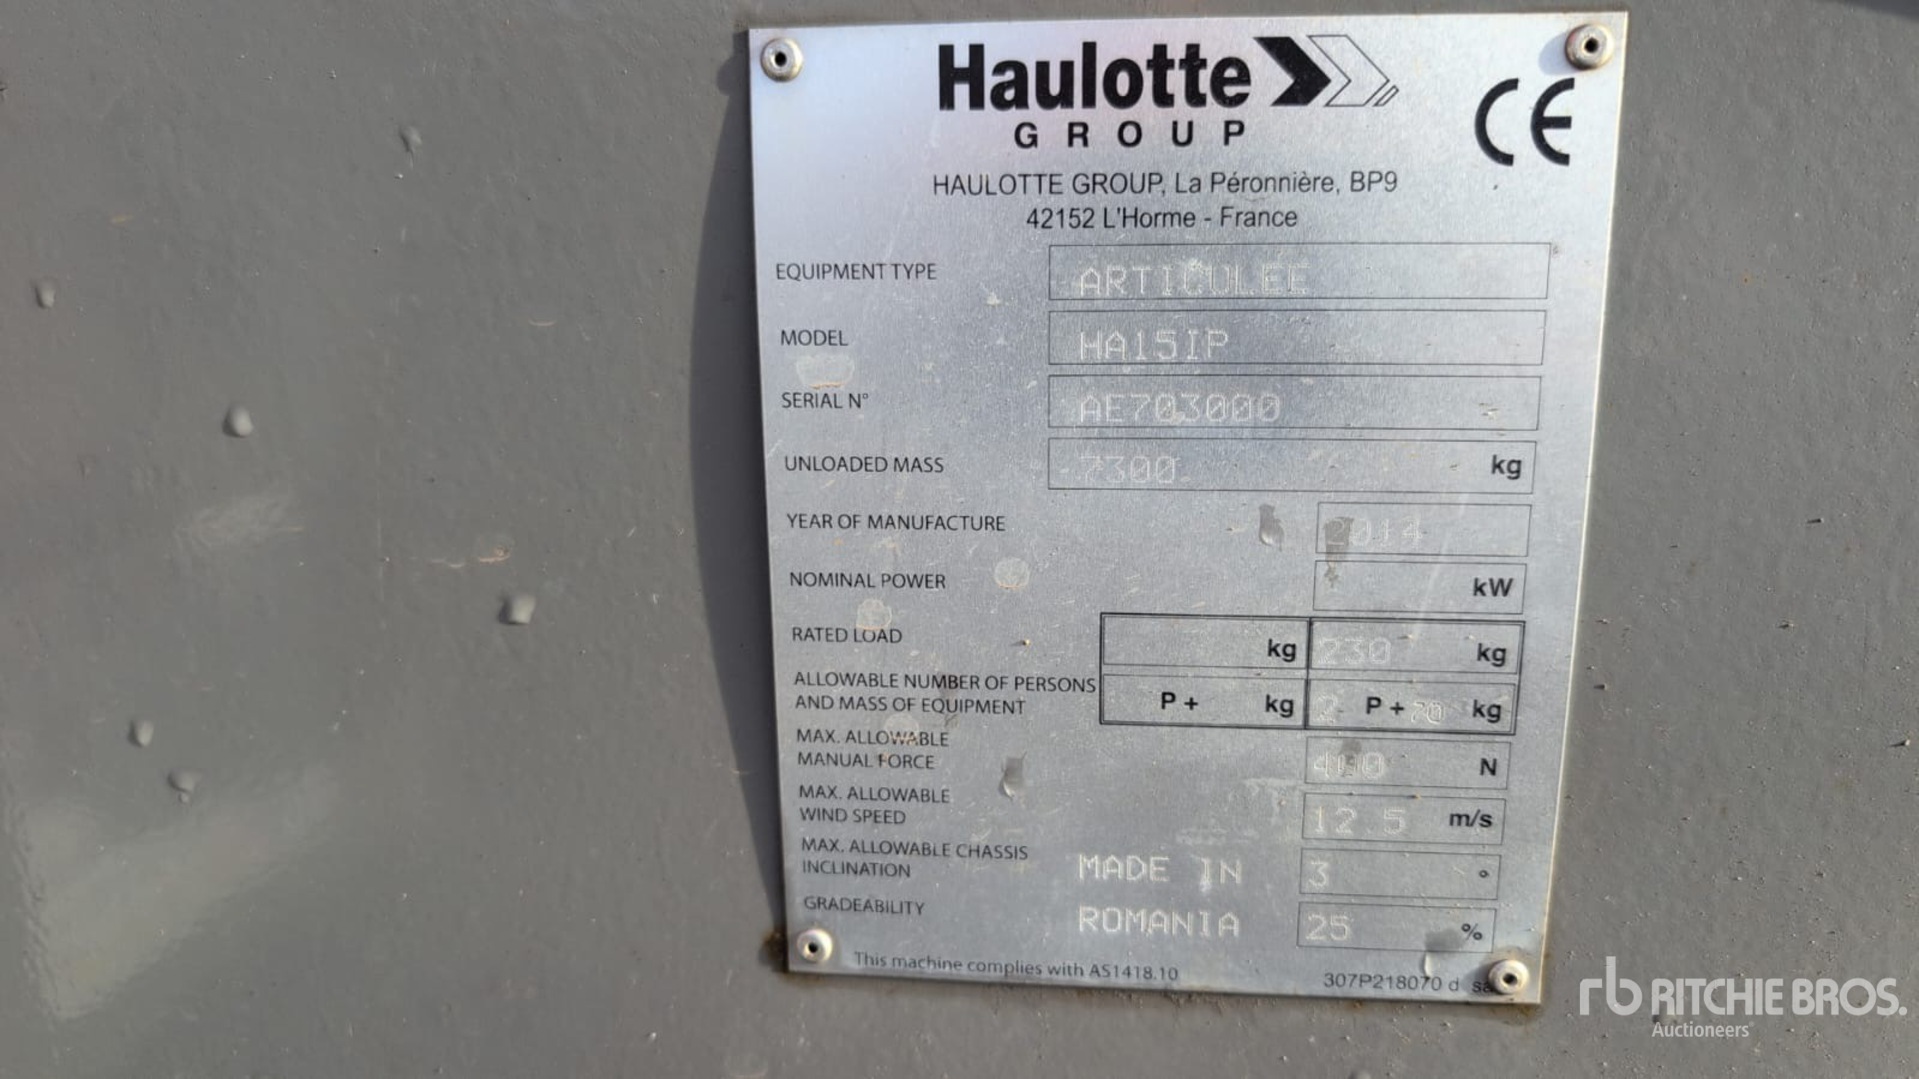 Haulotte
GROUP
CE
HAULOTTE GROUP, La Péronnière, BP9
42152 L'Horme - France
EQUIPMENT TYPE ARTICULEE
MODEL HA15IP
SERIAL N° AE703000
UNLOADED MASS 7300 kg
YEAR OF MANUFACTURE 2014
NOMINAL POWER kW
RATED LOAD kg 230 kg
ALLOWABLE NUMBER OF PERSONS
AND MASS OF EQUIPMENT P + kg 2 P + 70 kg
MAX. ALLOWABLE
MANUAL FORCE 400 N
MAX. ALLOWABLE
WIND SPEED 12.5 m/s
MAX. ALLOWABLE CHASSIS
INCLINATION MADE IN 3 °
GRADEABILITY ROMANIA 25 %
This machine complies with AS1418.10
307P218070 d
rb RITCHIE BROS.
Auctioneers